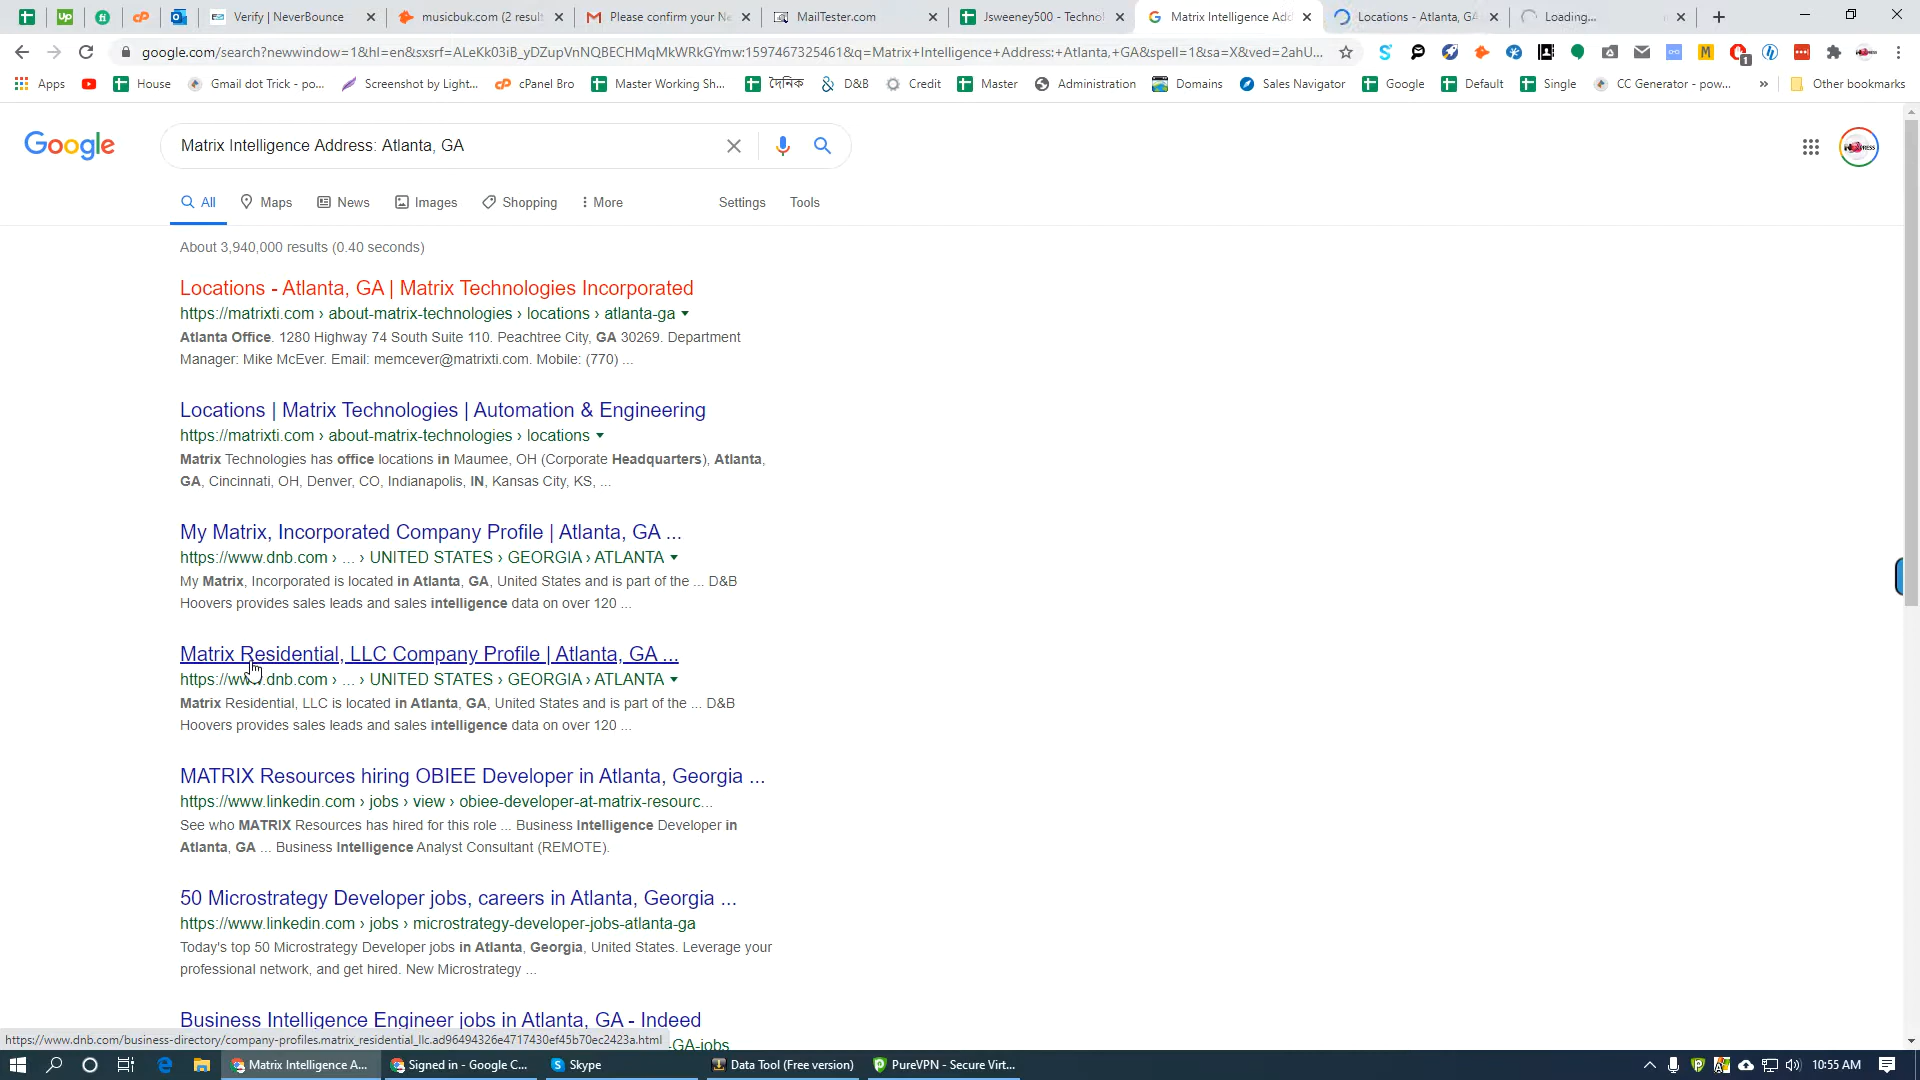 Verify | NeverBounce
musicbuk.com (2 result
Please confirm your Ne
MailTester.com
Jsweeney500 - Technol
Matrix Intelligence Add
Locations - Atlanta, GA
Loading...
google.com/search?newwindow=1&hl=en&sxsrf=ALeKk03iB_yDZupVnNQBECHMqMkWRkGYmw:1597467325461&q=Matrix+Intelligence+Address:+Atlanta,+GA&spell=1&sa=X&ved=2ahU...
Apps
House
Gmail dot Trick - po...
Screenshot by Light...
cPanel Bro
Master Working Sh...
দৈনিক
D&B
Credit
Master
Administration
Domains
Sales Navigator
Google
Default
Single
CC Generator - pow...
»
Other bookmarks
Google
Matrix Intelligence Address: Atlanta, GA
All
Maps
News
Images
Shopping
More
Settings
Tools
About 3,940,000 results (0.40 seconds)
Locations - Atlanta, GA | Matrix Technologies Incorporated
https://matrixti.com › about-matrix-technologies › locations › atlanta-ga
Atlanta Office. 1280 Highway 74 South Suite 110. Peachtree City, GA 30269. Department
Manager: Mike McEver. Email: memcever@matrixti.com. Mobile: (770) ...
Locations | Matrix Technologies | Automation & Engineering
https://matrixti.com › about-matrix-technologies › locations
Matrix Technologies has office locations in Maumee, OH (Corporate Headquarters), Atlanta,
GA, Cincinnati, OH, Denver, CO, Indianapolis, IN, Kansas City, KS, ...
My Matrix, Incorporated Company Profile | Atlanta, GA ...
https://www.dnb.com › ... › UNITED STATES › GEORGIA › ATLANTA
My Matrix, Incorporated is located in Atlanta, GA, United States and is part of the ... D&B
Hoovers provides sales leads and sales intelligence data on over 120 ...
Matrix Residential, LLC Company Profile | Atlanta, GA ...
https://www.dnb.com › ... › UNITED STATES › GEORGIA › ATLANTA
Matrix Residential, LLC is located in Atlanta, GA, United States and is part of the ... D&B
Hoovers provides sales leads and sales intelligence data on over 120 ...
MATRIX Resources hiring OBIEE Developer in Atlanta, Georgia ...
https://www.linkedin.com › jobs › view › obiee-developer-at-matrix-resourc...
See who MATRIX Resources has hired for this role ... Business Intelligence Developer in
Atlanta, GA ... Business Intelligence Analyst Consultant (REMOTE).
50 Microstrategy Developer jobs, careers in Atlanta, Georgia ...
https://www.linkedin.com › jobs › microstrategy-developer-jobs-atlanta-ga
Today's top 50 Microstrategy Developer jobs in Atlanta, Georgia, United States. Leverage your
professional network, and get hired. New Microstrategy ...
Business Intelligence Engineer jobs in Atlanta, GA - Indeed
https://www.dnb.com/business-directory/company-profiles.matrix_residential_llc.ad96494326e4717430ef45b70ec2423a.html
-GA-jobs
Matrix Intelligence A...
Signed in - Google C...
Skype
Data Tool (Free version)
PureVPN - Secure Virt...
10:55 AM